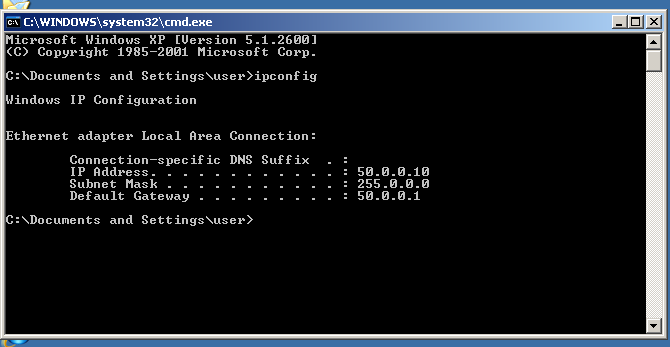 C:\WINDOWS\system32\cmd.exe
Microsoft Windows XP [Version 5.1.2600]
(C) Copyright 1985-2001 Microsoft Corp.
C:\Documents and Settings\user>ipconfig
Windows IP Configuration
Ethernet adapter Local Area Connection:
Connection-specific DNS Suffix  . :
IP Address. . . . . . . . . . . . : 50.0.0.10
Subnet Mask . . . . . . . . . . . : 255.0.0.0
Default Gateway . . . . . . . . . : 50.0.0.1
C:\Documents and Settings\user>